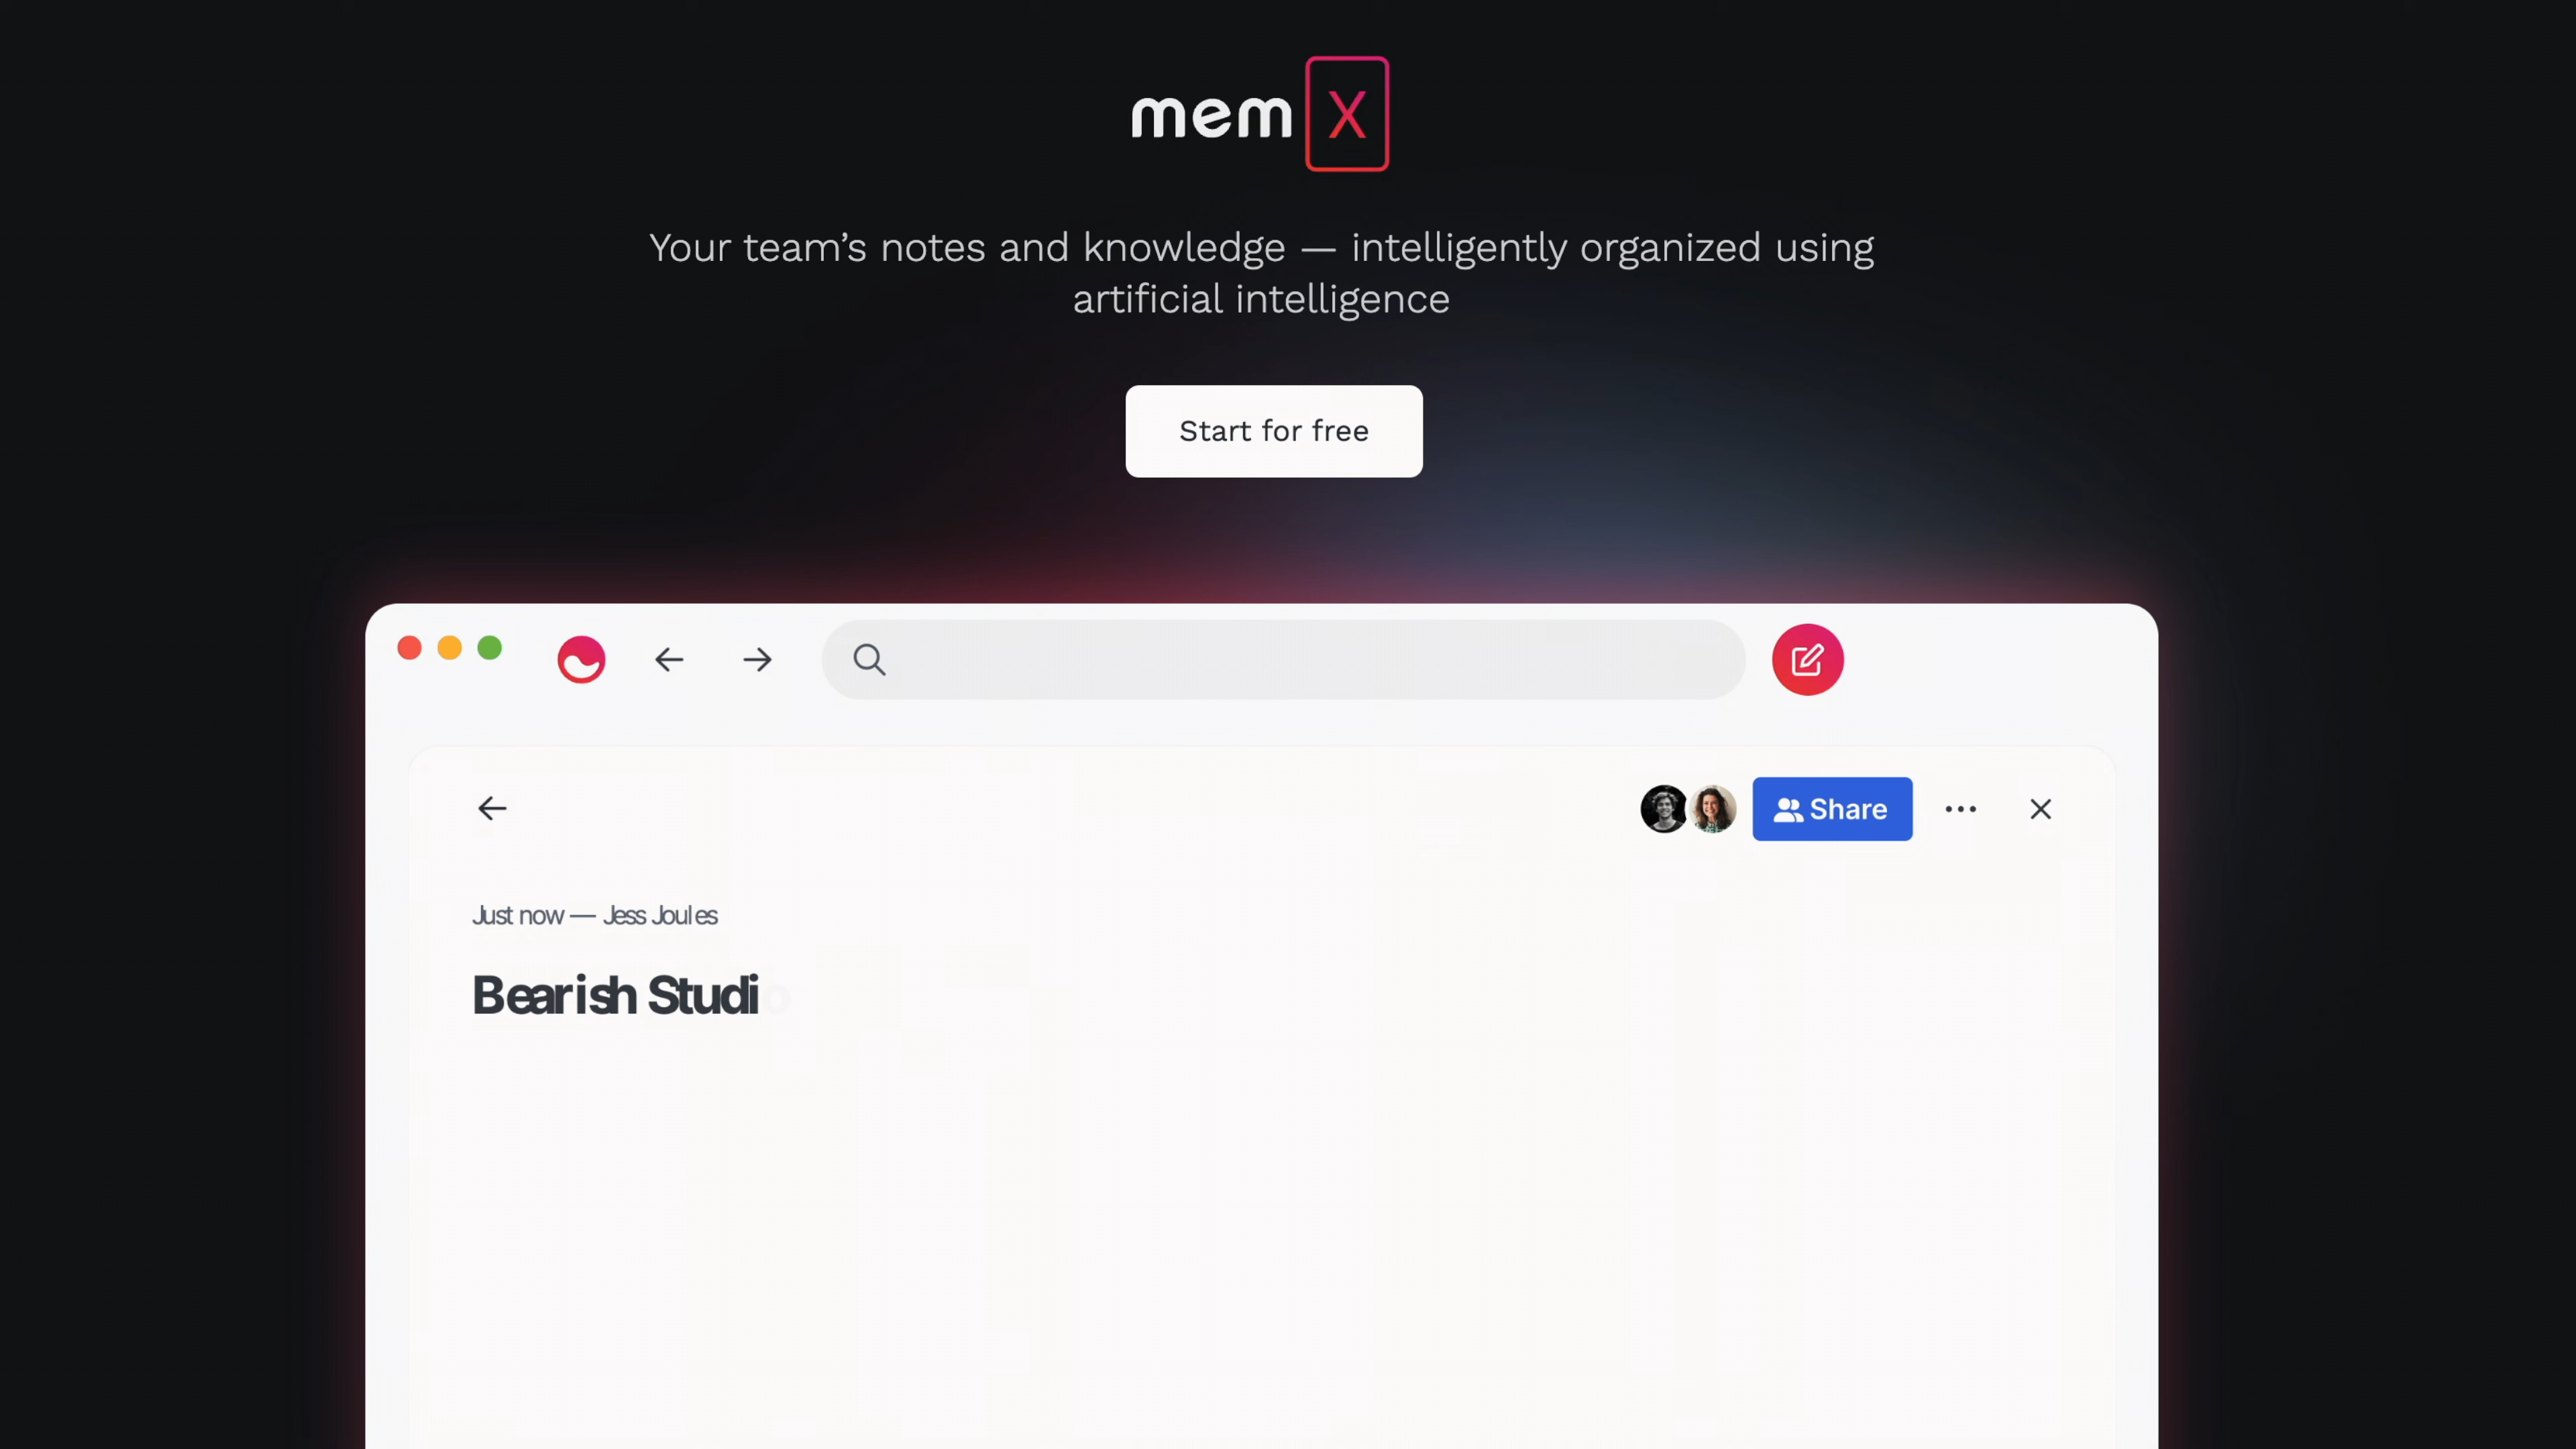 mem X
Your team’s notes and knowledge — intelligently organized using
artificial intelligence
Start for free
Share
Just now — Jess Joules
Bearish Studio